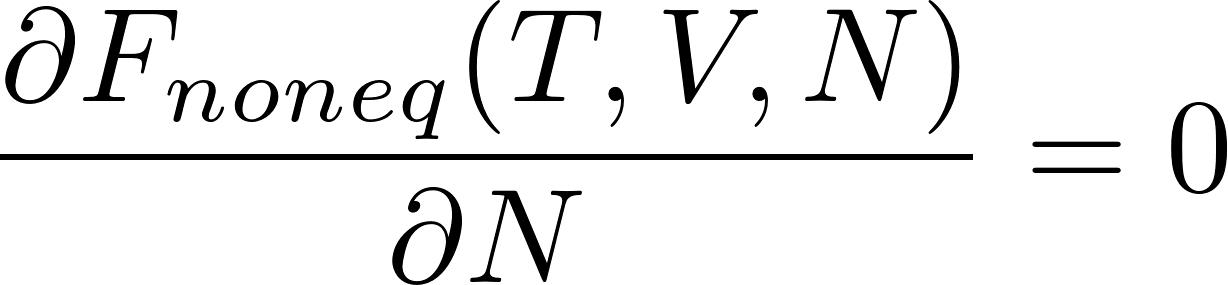 ∂F_{noneq}(T, V, N)
∂N
= 0